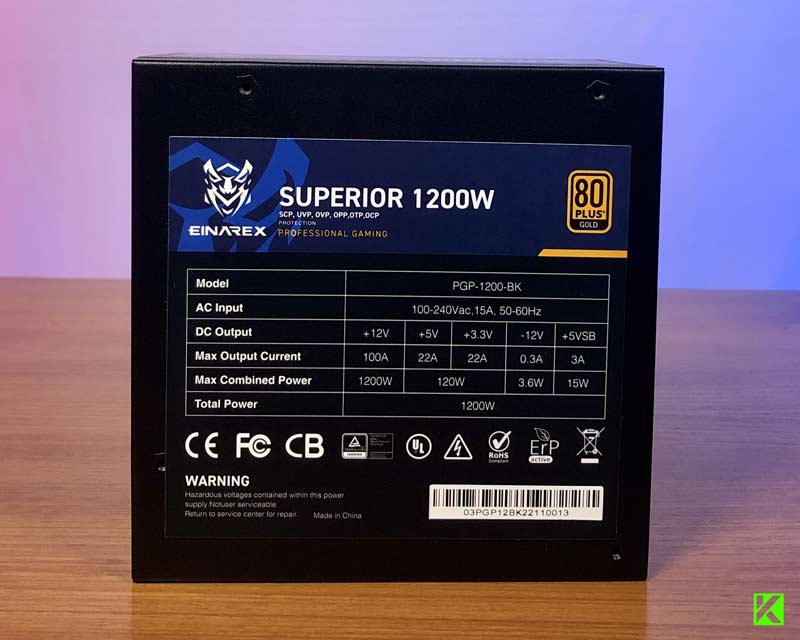 SUPERIOR 1200W
SCP, UVP, OVP, OPP,OTP,OCP
PROTECTION
EINAREX
PROFESSIONAL GAMING
80
PLUS
GOLD
Model PGP-1200-BK
AC Input 100-240Vac,15A, 50-60Hz
DC Output +12V +5V +3.3V -12V +5VSB
Max Output Current 100A 22A 22A 0.3A 3A
Max Combined Power 1200W 120W 3.6W 15W
Total Power 1200W
CE FC CB UL RoHS Compliant ErP active
WARNING
Hazardous voltages contained within this power
supply Notuser serviceable.
Return to service center for repair. Made in China
03PGP12BK22110013
K